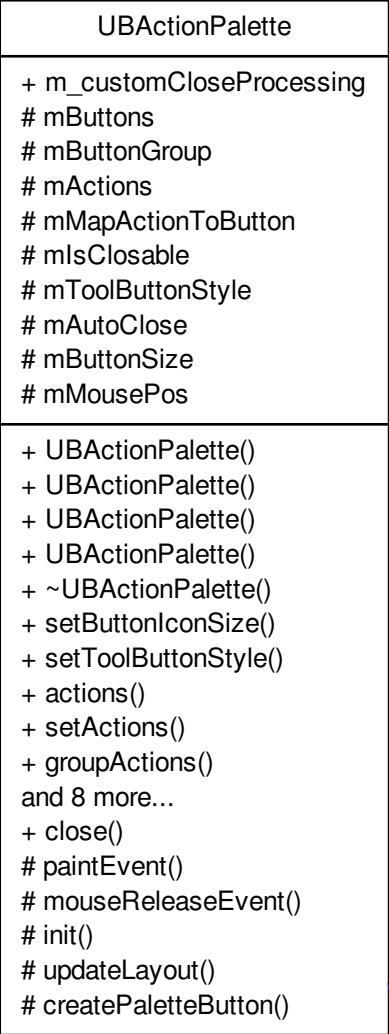 UBActionPalette
+ m_customCloseProcessing
# mButtons
# mButtonGroup
# mActions
# mMapActionToButton
# mIsClosable
# mToolButtonStyle
# mAutoClose
# mButtonSize
# mMousePos
+ UBActionPalette()
+ UBActionPalette()
+ UBActionPalette()
+ UBActionPalette()
+ ~UBActionPalette()
+ setButtonIconSize()
+ setToolButtonStyle()
+ actions()
+ setActions()
+ groupActions()
and 8 more...
+ close()
# paintEvent()
# mouseReleaseEvent()
# init()
# updateLayout()
# createPaletteButton()